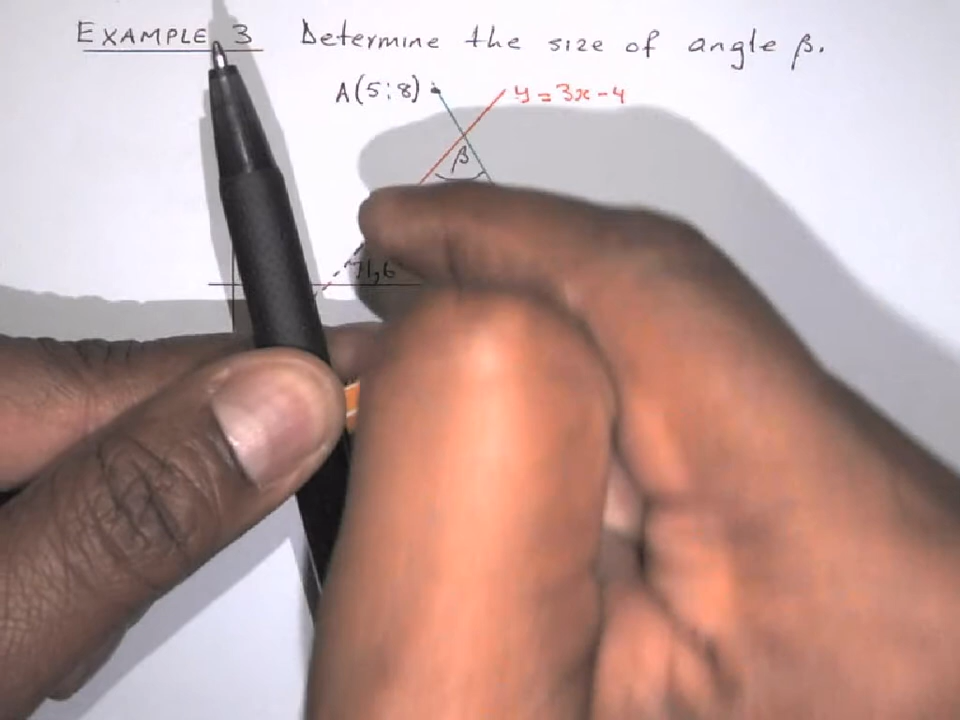 EXAMPLE 3 Determine the size of angle β.
A(5;8) y = 3x - 4
β
71,6